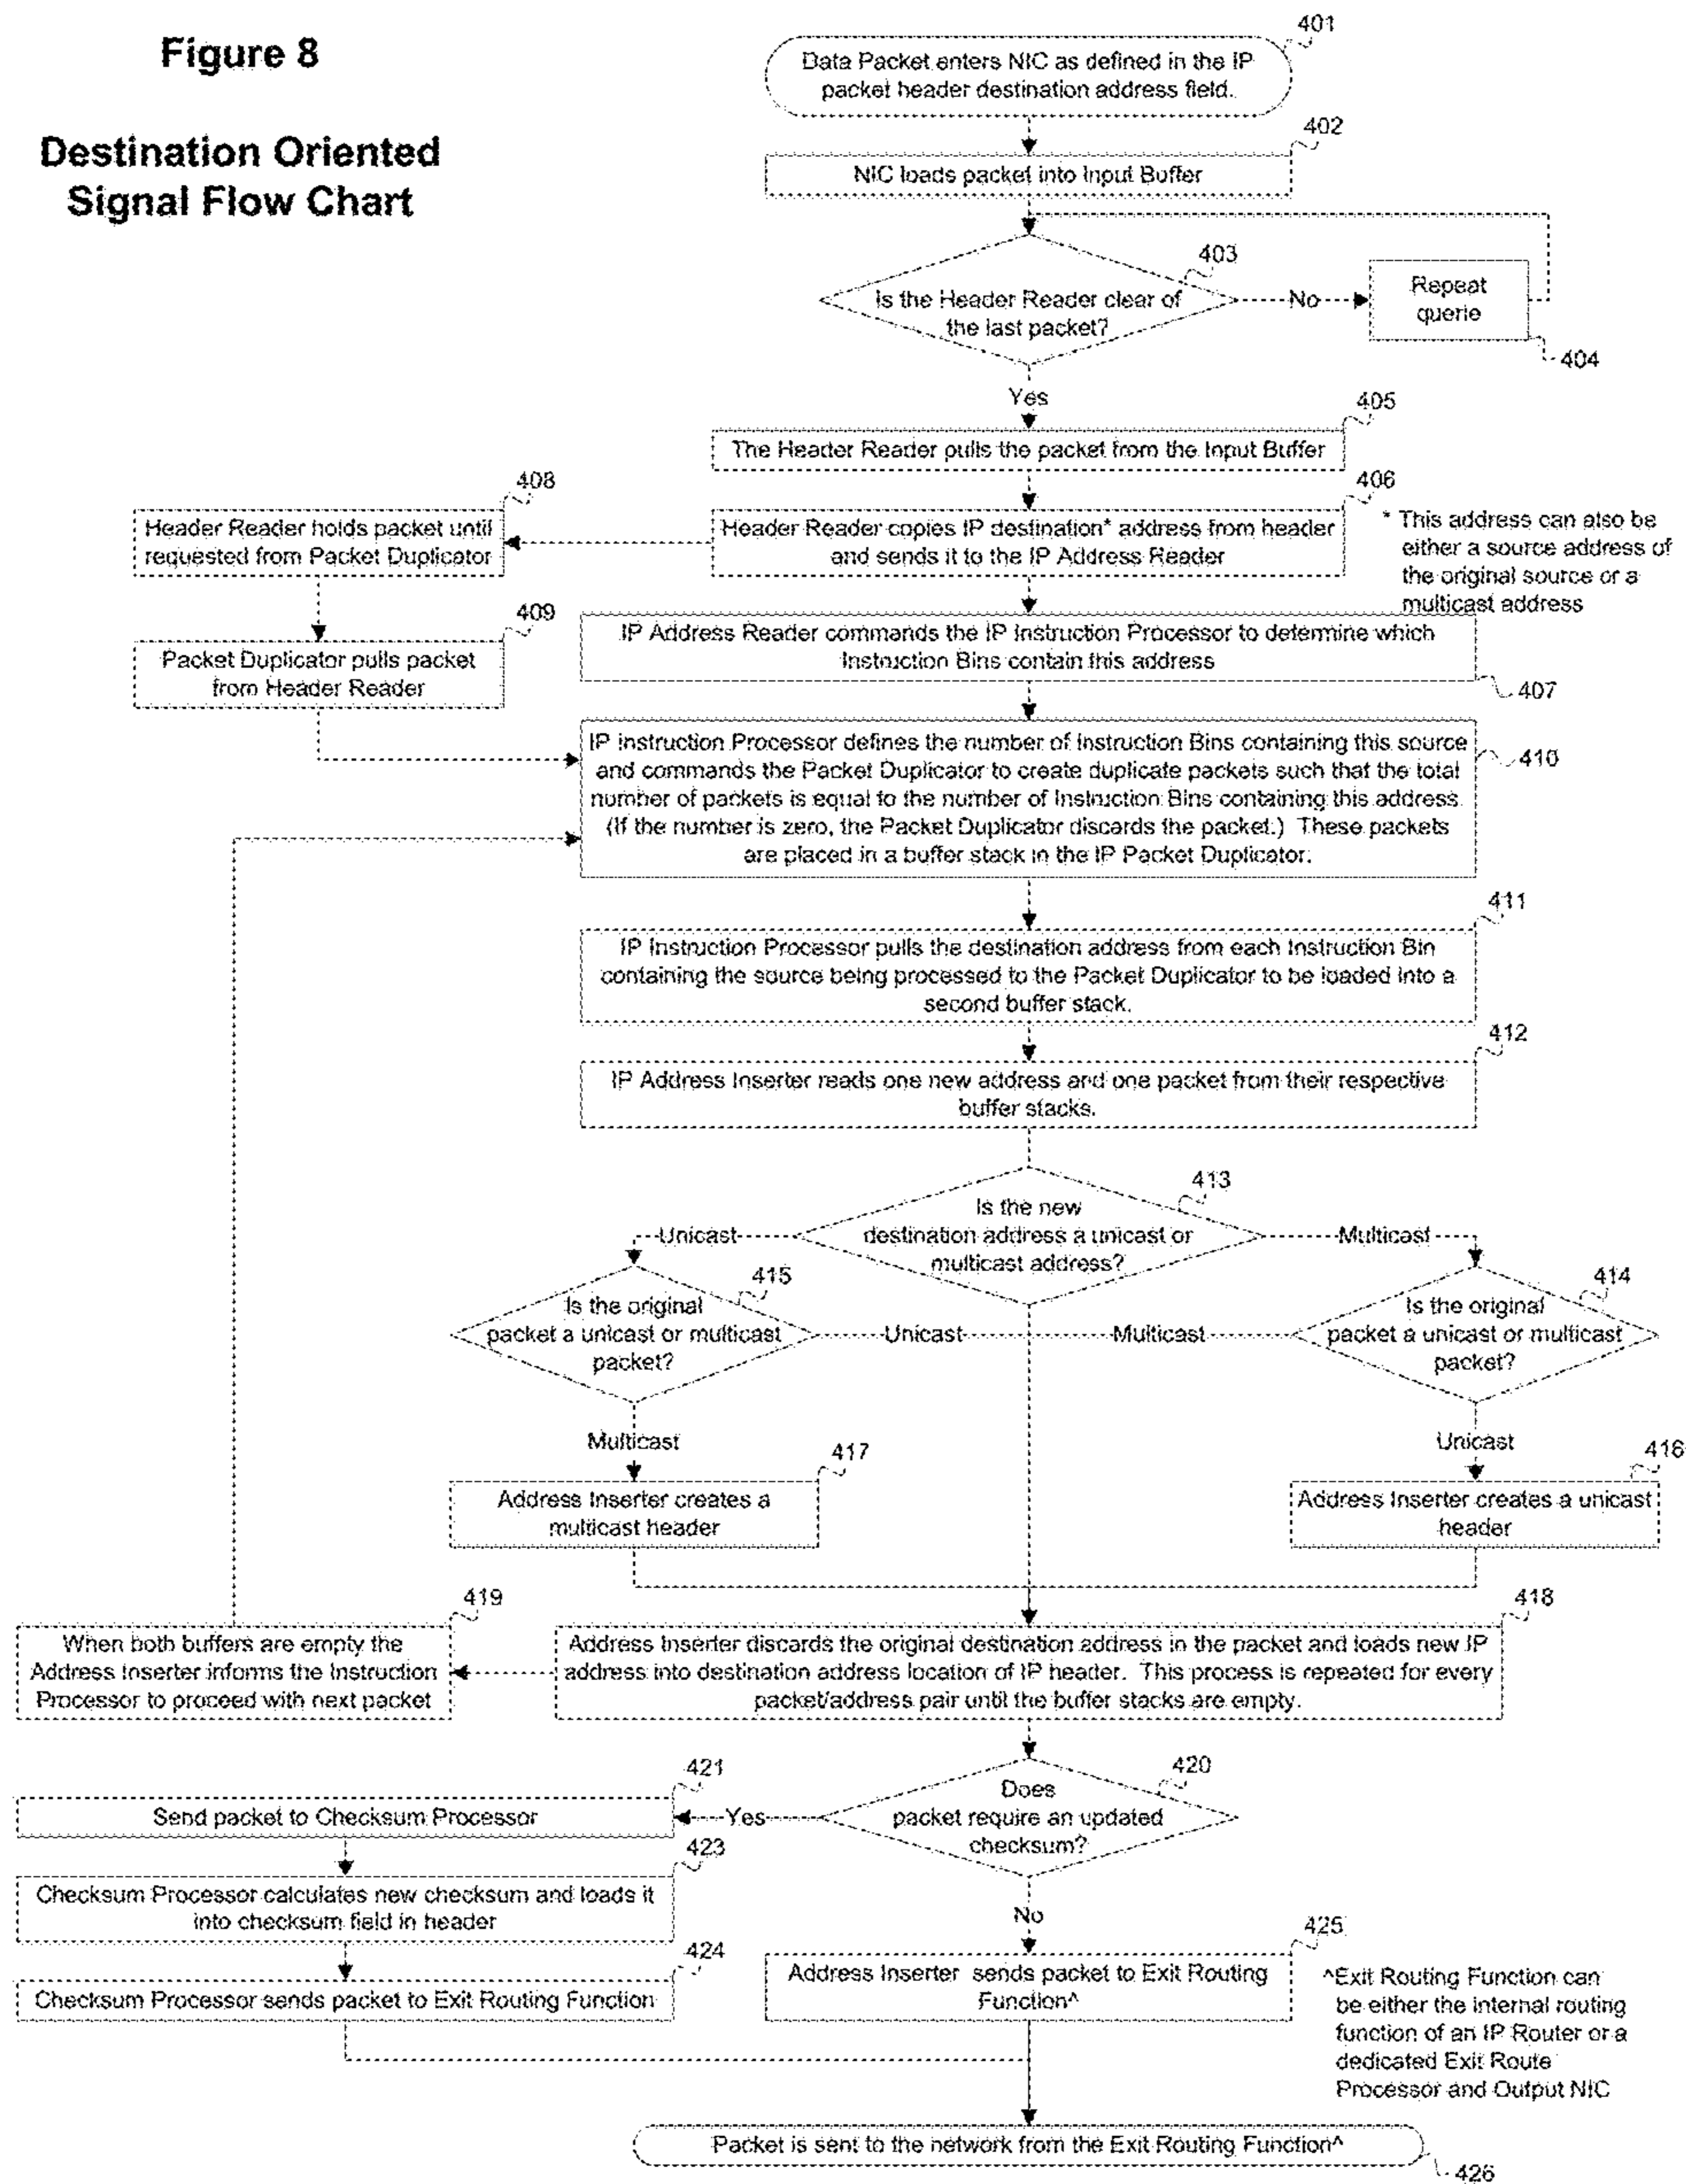 Figure 8
Destination Oriented
Signal Flow Chart
401
Data Packet enters NIC as defined in the IP
packet header destination address field.
402
NIC loads packet into Input Buffer
403
Is the Header Reader clear of
the last packet?
No
Repeat
querie
404
Yes
405
The Header Reader pulls the packet from the Input Buffer
406
Header Reader copies IP destination* address from header
and sends it to the IP Address Reader
* This address can also be
either a source address of
the original source or a
multicast address
408
Header Reader holds packet until
requested from Packet Duplicator
409
Packet Duplicator pulls packet
from Header Reader
IP Address Reader commands the IP Instruction Processor to determine which
Instruction Bins contain this address
407
IP Instruction Processor defines the number of Instruction Bins containing this source
and commands the Packet Duplicator to create duplicate packets such that the total
number of packets is equal to the number of Instruction Bins containing this address.
(If the number is zero, the Packet Duplicator discards the packet.) These packets
are placed in a buffer stack in the IP Packet Duplicator.
410
411
IP Instruction Processor pulls the destination address from each Instruction Bin
containing the source being processed to the Packet Duplicator to be loaded into a
second buffer stack.
412
IP Address Inserter reads one new address and one packet from their respective
buffer stacks.
413
Is the new
destination address a unicast or
multicast address?
Unicast
Multicast
415
Is the original
packet a unicast or multicast
packet?
Unicast
Multicast
414
Is the original
packet a unicast or multicast
packet?
Multicast
Unicast
417
Address Inserter creates a
multicast header
416
Address Inserter creates a unicast
header
419
When both buffers are empty the
Address Inserter informs the Instruction
Processor to proceed with next packet
418
Address Inserter discards the original destination address in the packet and loads new IP
address into destination address location of IP header. This process is repeated for every
packet/address pair until the buffer stacks are empty.
420
Does
packet require an updated
checksum?
Yes
421
Send packet to Checksum Processor
423
Checksum Processor calculates new checksum and loads it
into checksum field in header
424
Checksum Processor sends packet to Exit Routing Function
No
425
Address Inserter sends packet to Exit Routing
Function^
^Exit Routing Function can
be either the internal routing
function of an IP Router or a
dedicated Exit Route
Processor and Output NIC
Packet is sent to the network from the Exit Routing Function^
426